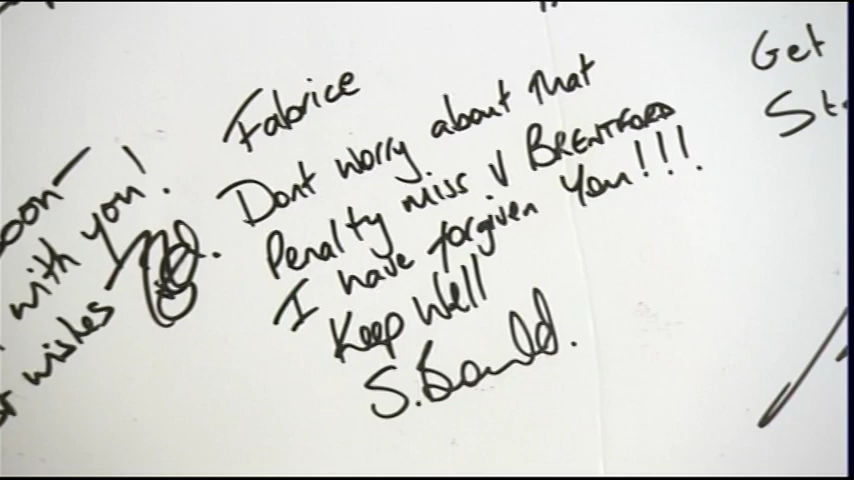 Fabrice
Dont worry about that
Penalty miss V BRENTFORD
I have forgiven you!!!
Keep Well
S.
Get
St
oon
with you!
wishes